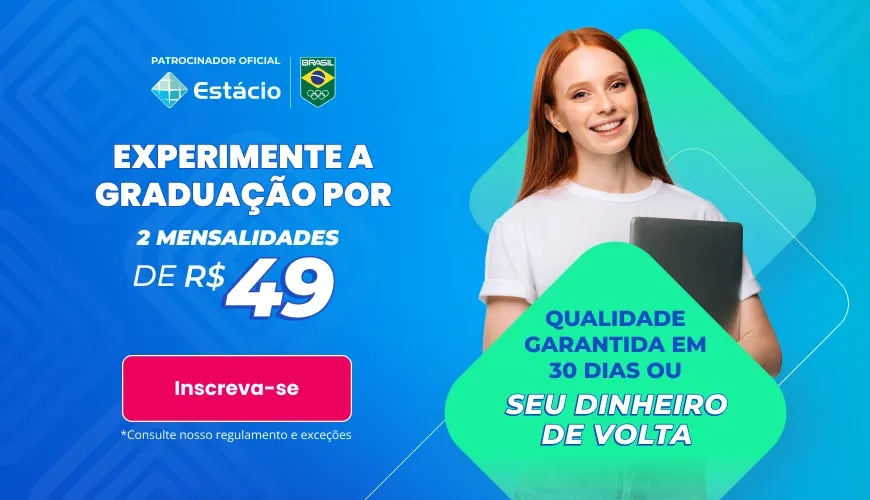 PATROCINADOR OFICIAL
Estácio
BRASIL
EXPERIMENTE A
GRADUAÇÃO POR
2 MENSALIDADES
DE R$ 49
Inscreva-se
*Consulte nosso regulamento e exceções
QUALIDADE
GARANTIDA EM
30 DIAS OU
SEU DINHEIRO
DE VOLTA